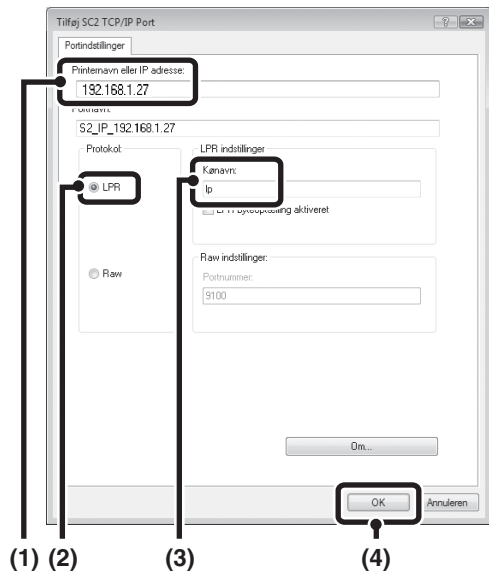 Tilføj SC2 TCP/IP Port
Portindstillinger
Printernavn eller IP adresse:
192.168.1.27
Portnavn:
S2_IP_192.168.1.27
Protokol:
LPR indstillinger
Kønavn:
LPR
lp
LPR byteoptælling aktiveret
Raw indstillinger:
Raw
Portnummer:
9100
Om...
OK
Annuleren
(1) (2) (3) (4)